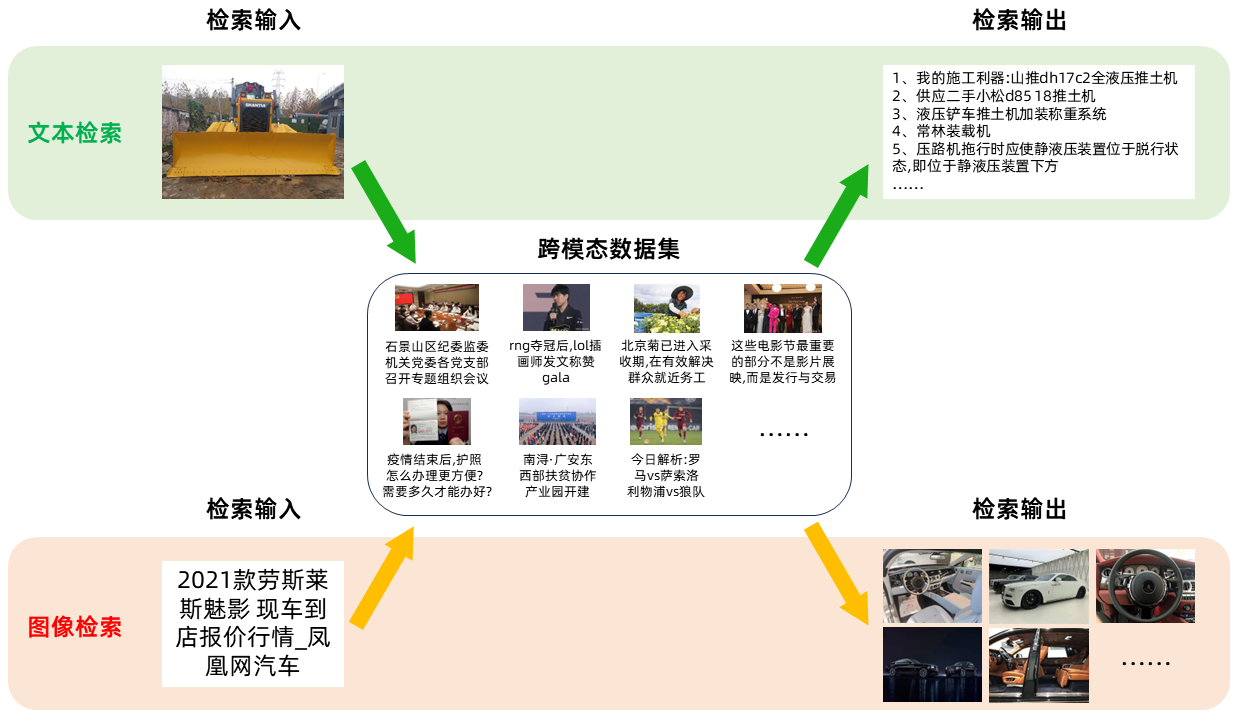 检索输入
检索输出
文本检索
SHANTUI
1、我的施工利器:山推dh17c2全液压推土机
2、供应二手小松d85 18推土机
3、液压铲车推土机加装称重系统
4、常林装载机
5、压路机拖行时应使静液压装置位于脱行状
态,即位于静液压装置下方
……
跨模态数据集
石景山区纪委监委
机关党委各党支部
召开专题组织会议
rng夺冠后,lol插
画师发文称赞
gala
北京菊已进入采
收期,在有效解决
群众就近务工
这些电影节最重要
的部分不是影片展
映,而是发行与交易
疫情结束后,护照
怎么办理更方便?
需要多久才能办好?
南浔·广安东
西部扶贫协作
产业园开建
今日解析:罗
马vs萨索洛
利物浦vs狼队
……
检索输入
检索输出
图像检索
2021款劳斯莱
斯魅影 现车到
店报价行情_凤
凰网汽车
……